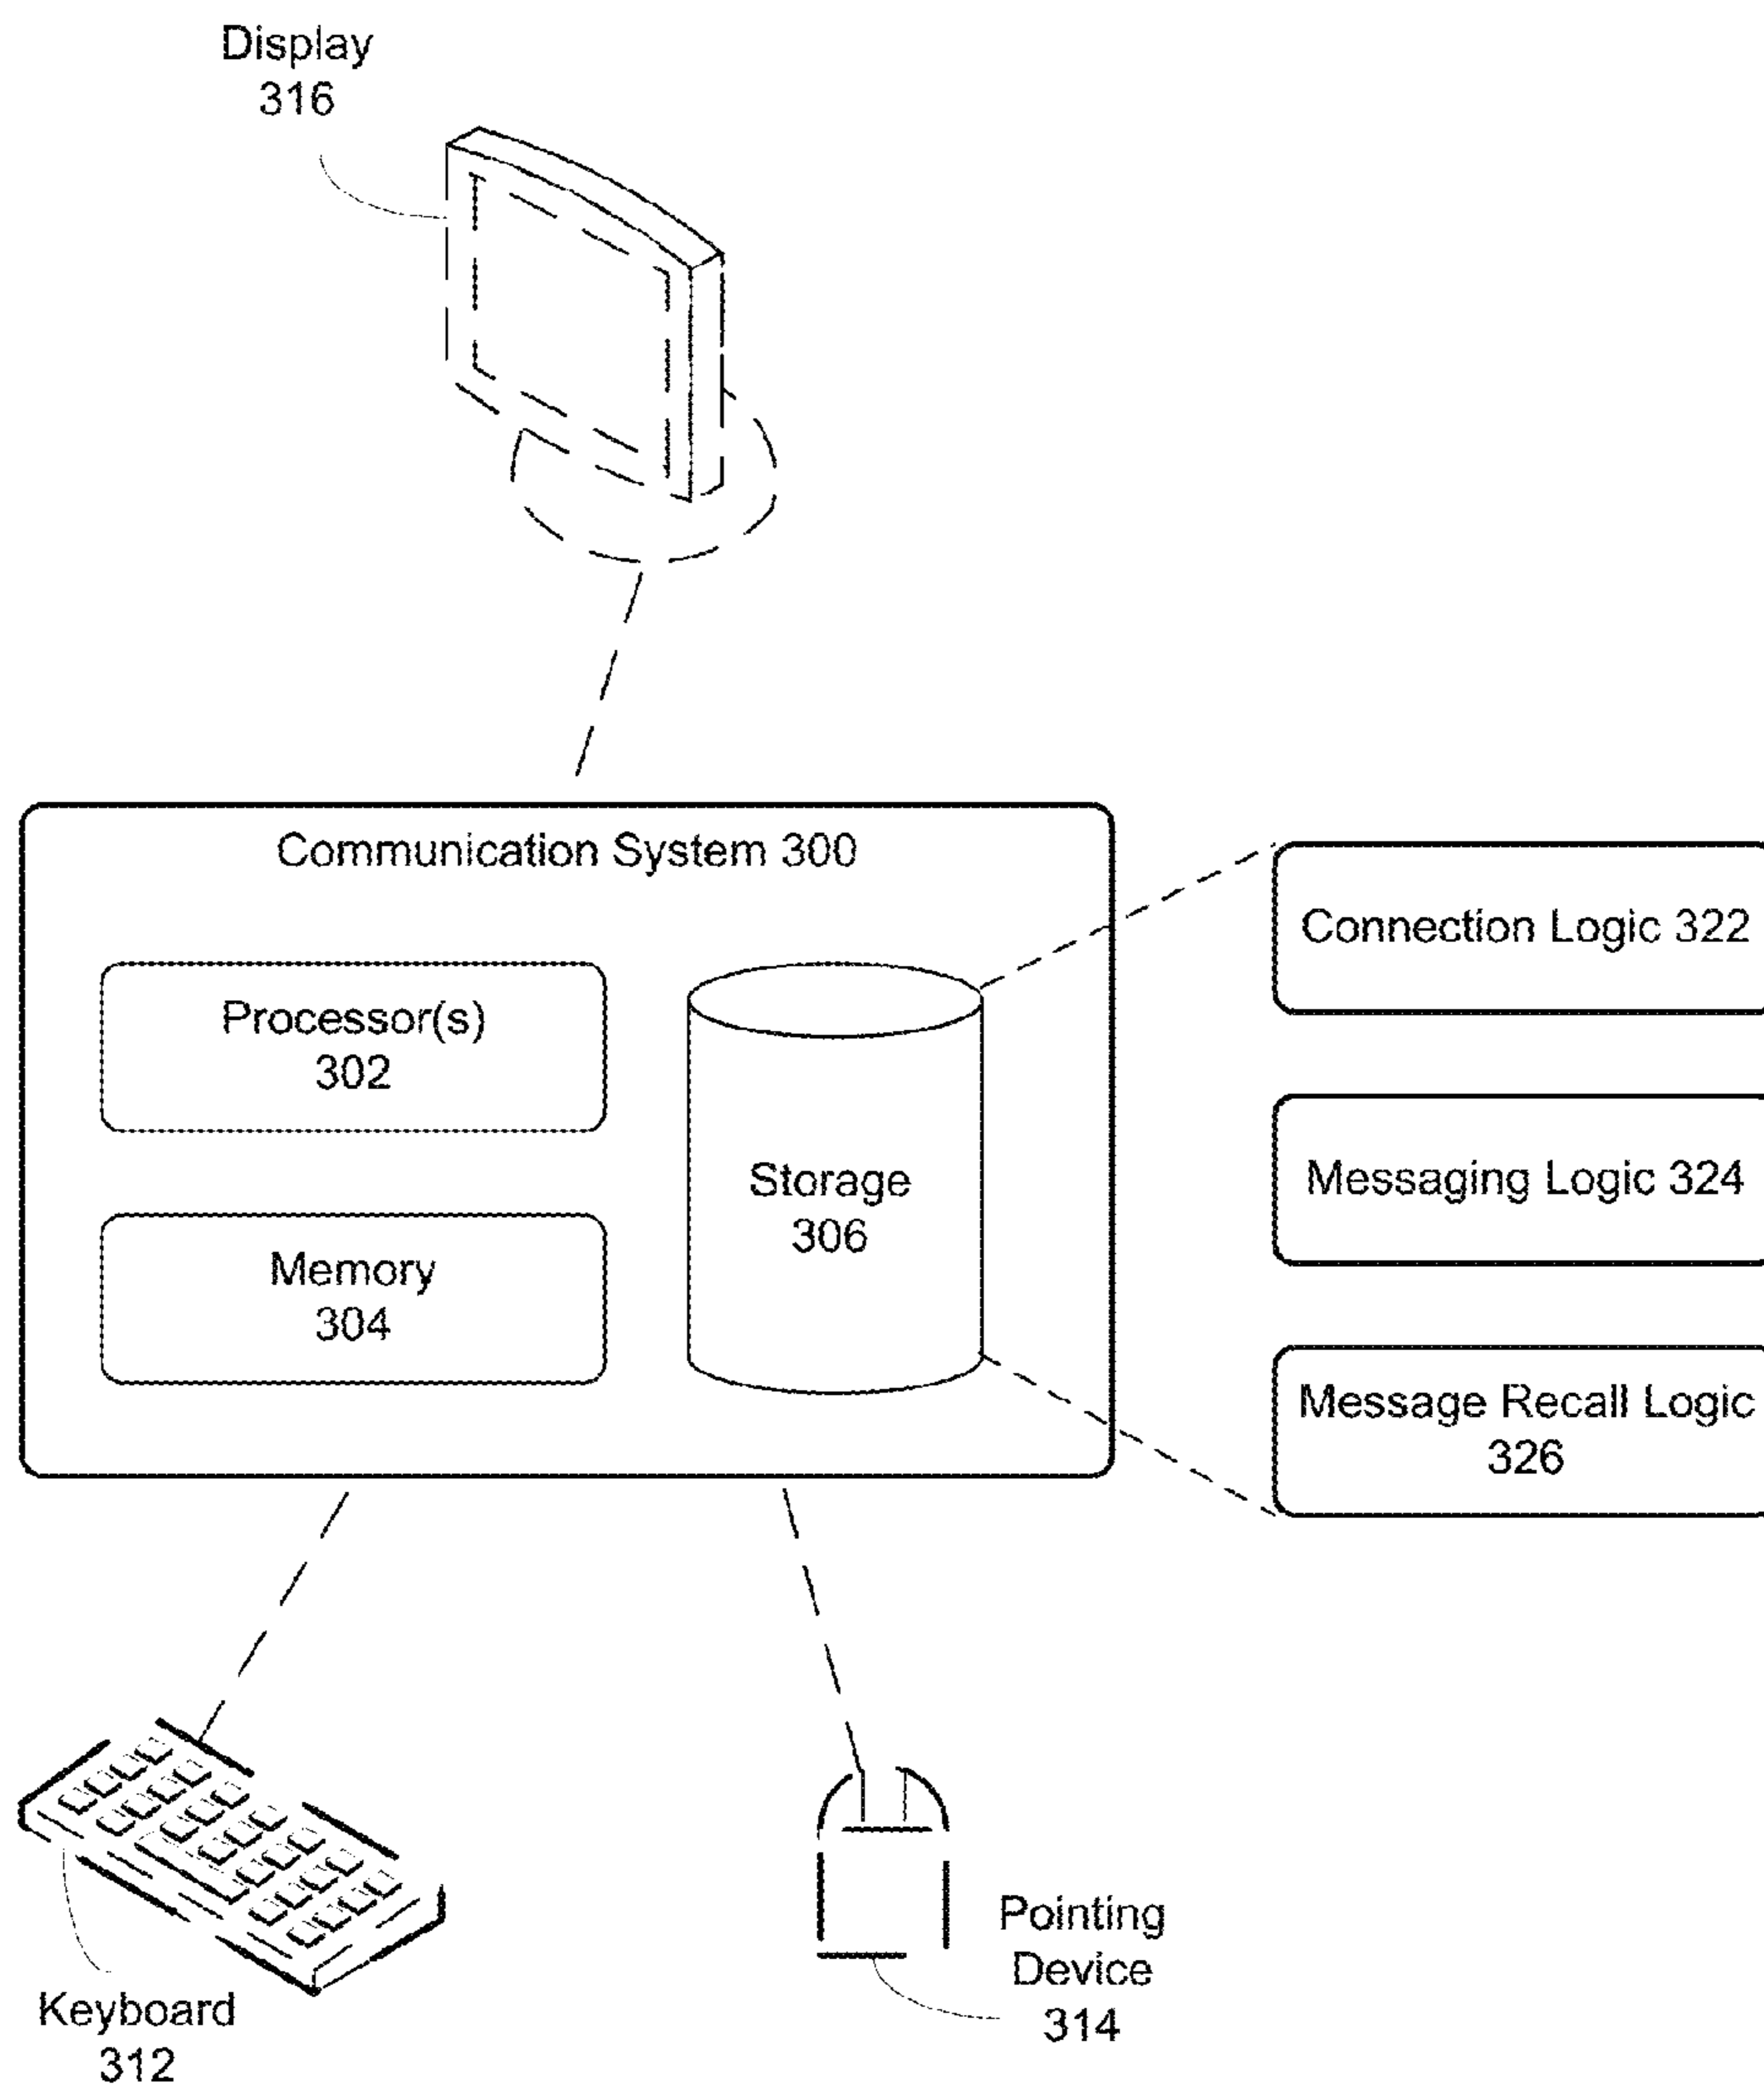 Display
316
Communication System 300
Connection Logic 322
Processor(s)
302
Messaging Logic 324
Storage
306
Memory
304
Message Recall Logic
326
Pointing
Device
314
Keyboard
312